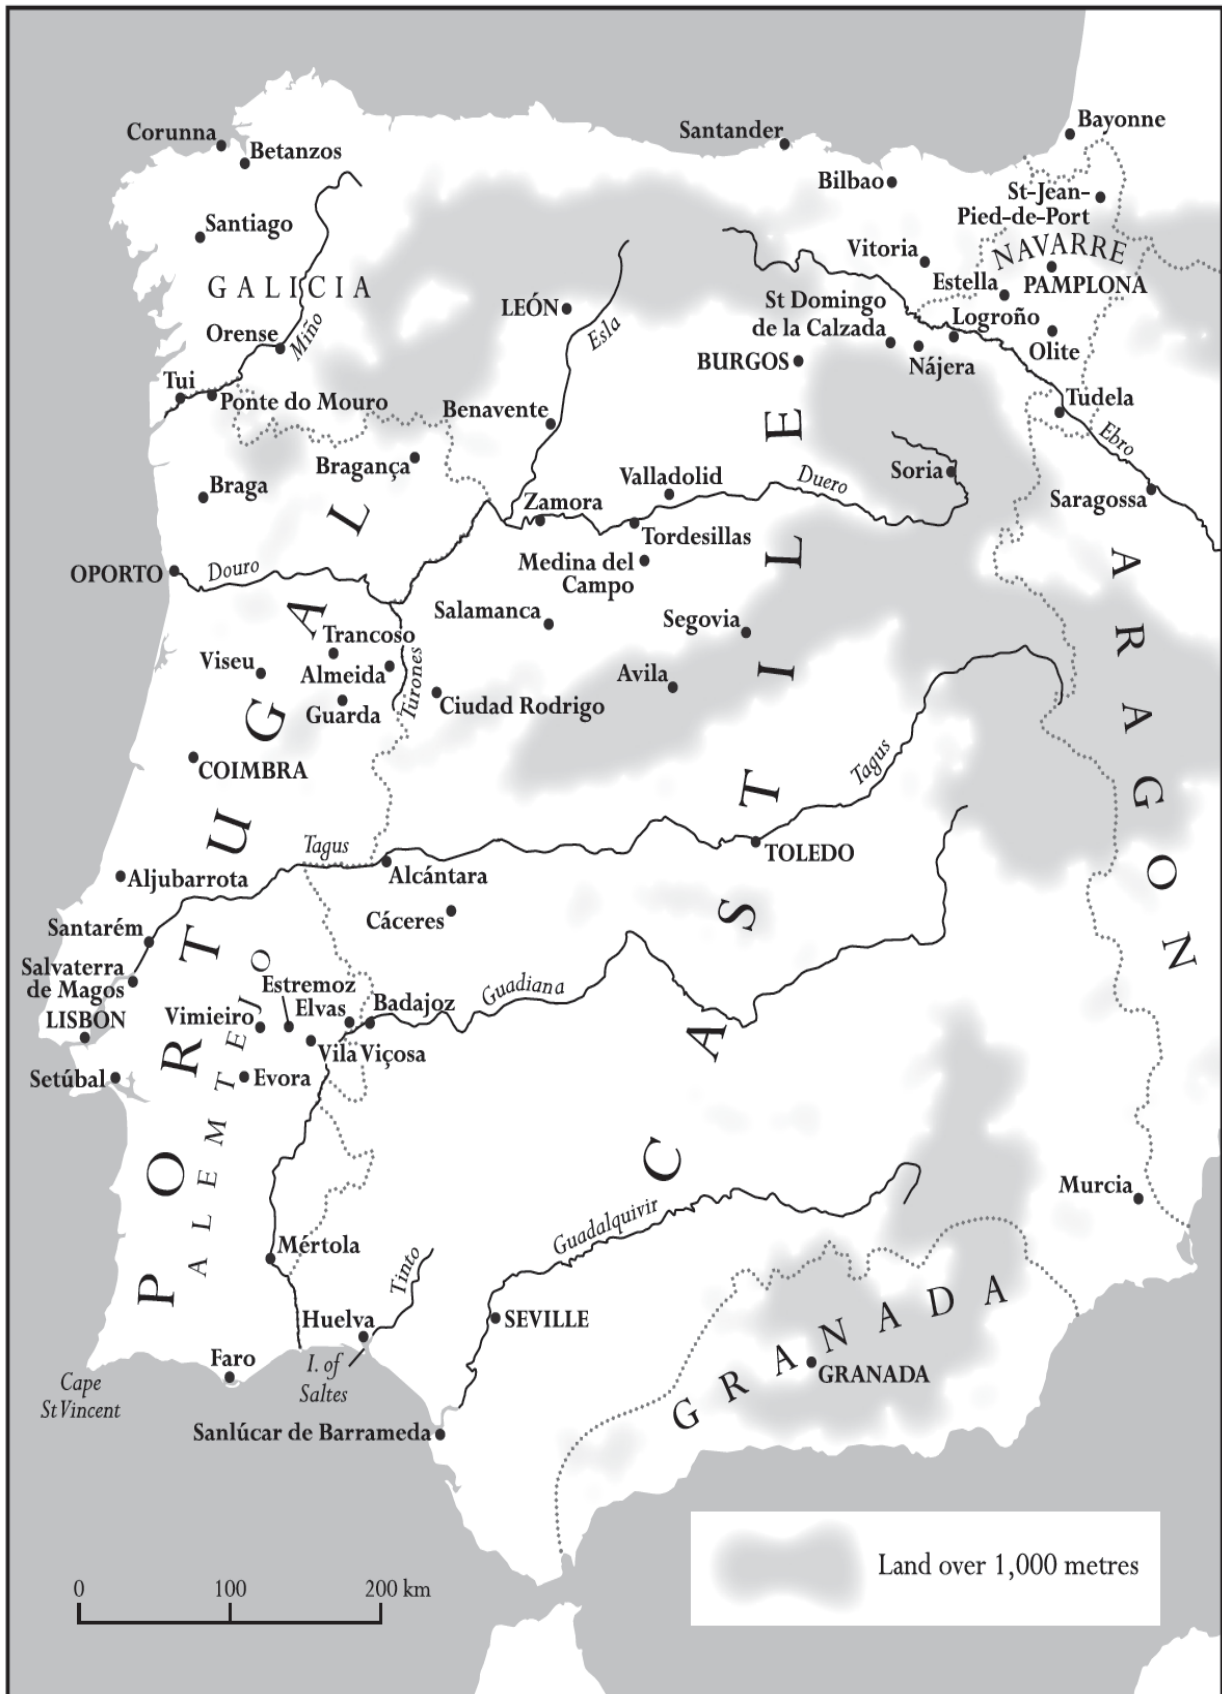 Corunna
Betanzos
Santander
Bayonne
Bilbao
St-Jean-
Pied-de-Port
Santiago
Vitoria
NAVARRE
GALICIA
Estella
PAMPLONA
LEÓN
Esla
St Domingo
de la Calzada
Logroño
Orense
Miño
Olite
BURGOS
Nájera
Tui
Ponte do Mouro
Tudela
Benavente
Ebro
Bragança
Valladolid
Duero
Soria
Braga
Zamora
Saragossa
Tordesillas
Medina del
Campo
OPORTO
Douro
Salamanca
Segovia
Trancoso
Viseu
Almeida
Turones
Avila
Guarda
Ciudad Rodrigo
COIMBRA
Tagus
Tagus
TOLEDO
Aljubarrota
Alcántara
Cáceres
Santarém
Salvaterra
de Magos
Estremoz
Guadiana
LISBON
Vimieiro
Elvas
Badajoz
Vila Viçosa
Setúbal
Evora
PORTUGAL
PALEMTEJO
CASTILE
ARAGON
Murcia
Guadalquivir
Mértola
Tinto
GRANADA
Huelva
SEVILLE
Faro
I. of
Saltes
GRANADA
Cape
St Vincent
Sanlúcar de Barrameda
Land over 1,000 metres
0 100 200 km